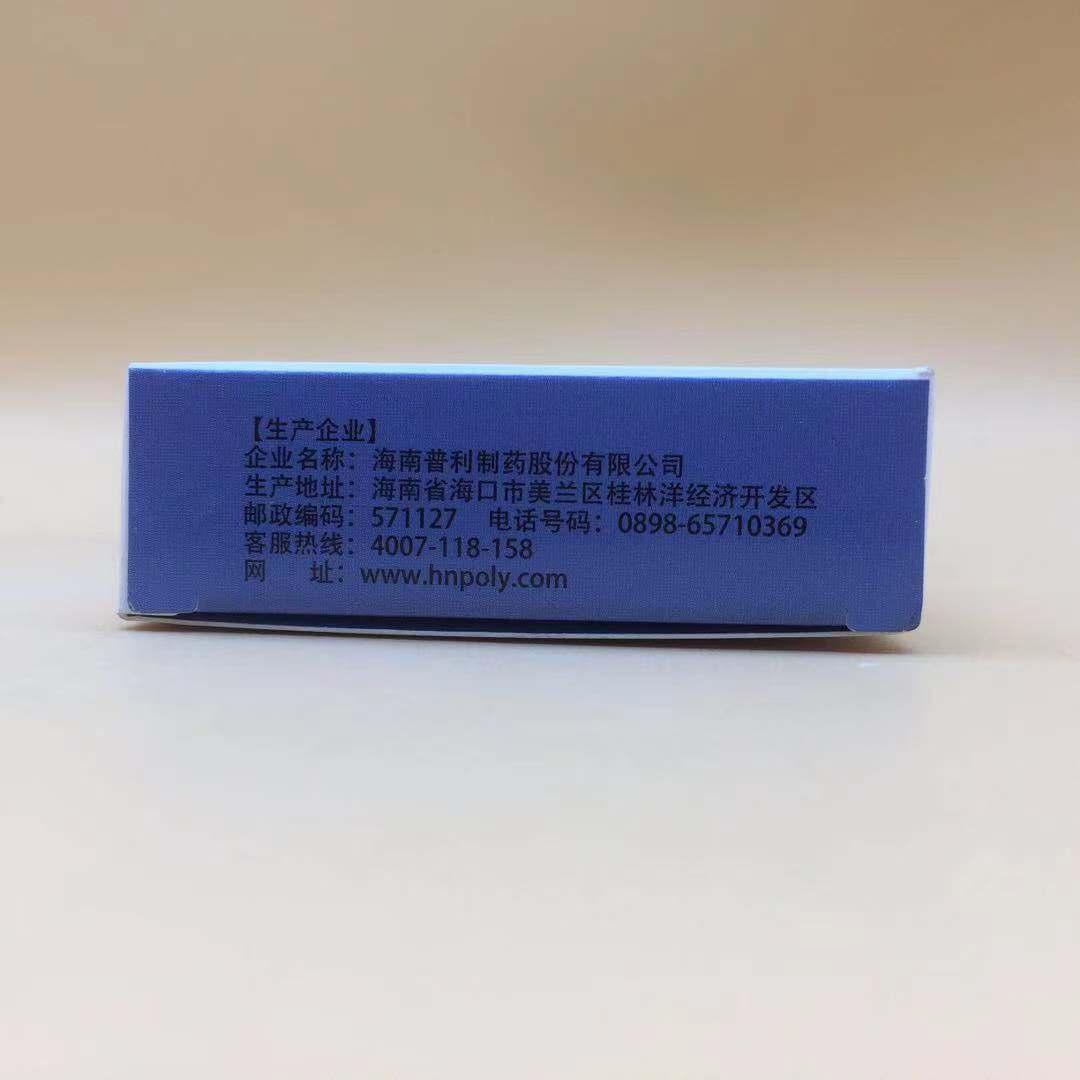 【生产企业】
企业名称：海南普利制药股份有限公司
生产地址：海南省海口市美兰区桂林洋经济开发区
邮政编码：571127 电话号码：0898-65710369
客服热线：4007-118-158
网 址：www.hnpoly.com